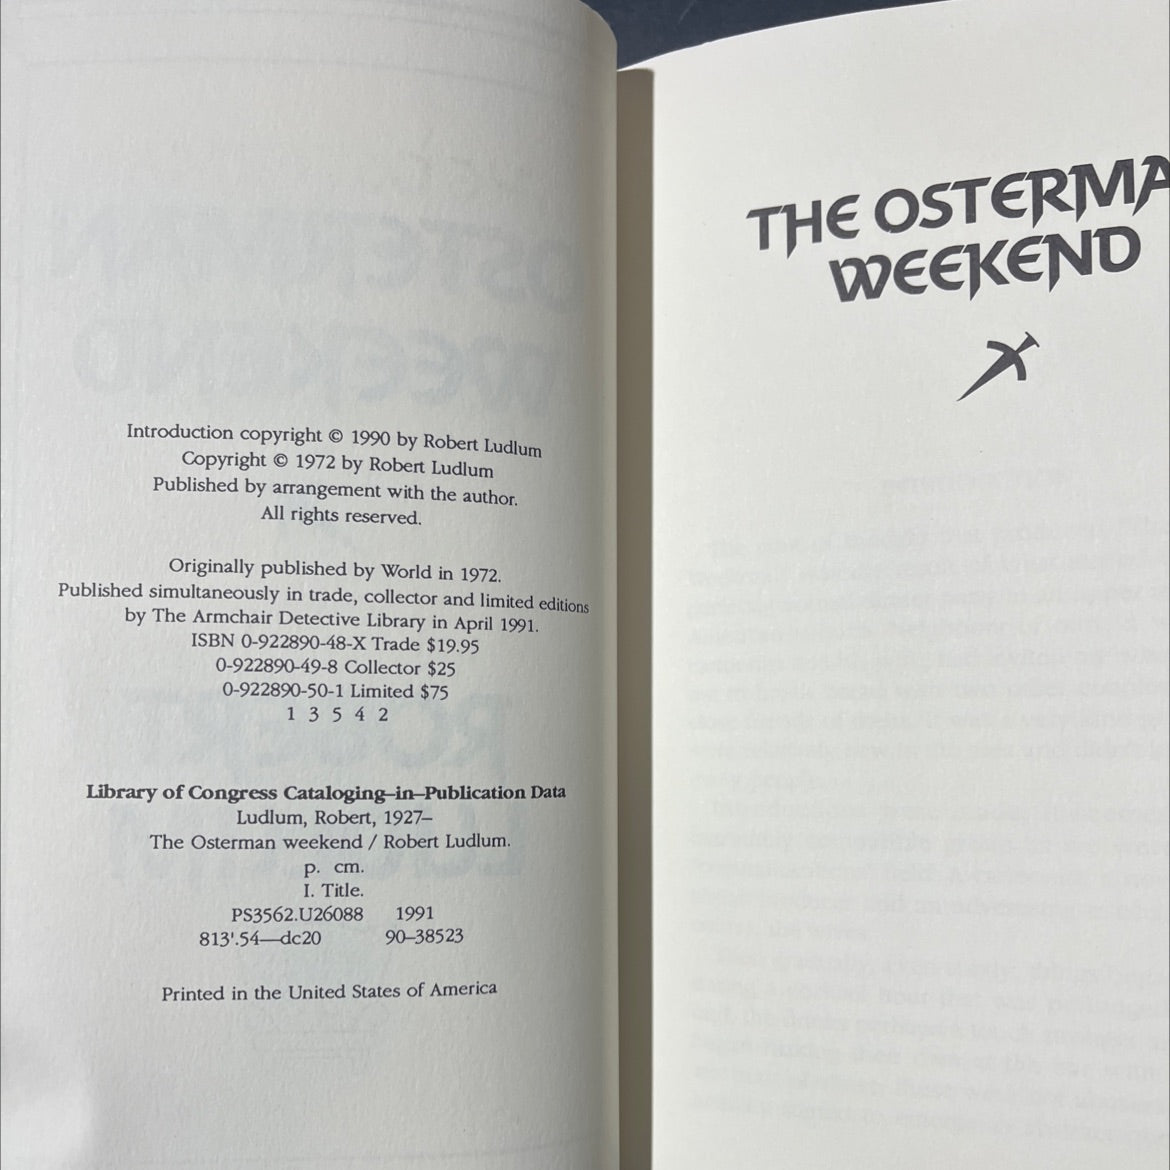 Introduction copyright © 1990 by Robert Ludlum
Copyright © 1972 by Robert Ludlum
Published by arrangement with the author.
All rights reserved.
Originally published by World in 1972.
Published simultaneously in trade, collector and limited editions
by The Armchair Detective Library in April 1991.
ISBN 0-922890-48-X Trade $19.95
0-922890-49-8 Collector $25
0-922890-50-1 Limited $75
1 3 5 4 2
Library of Congress Cataloging-in-Publication Data
Ludlum, Robert, 1927–
The Osterman weekend / Robert Ludlum.
p. cm.
I. Title.
PS3562.U26088 1991
813'.54—dc20 90–38523
Printed in the United States of America
THE OSTERMA
WEEKEND